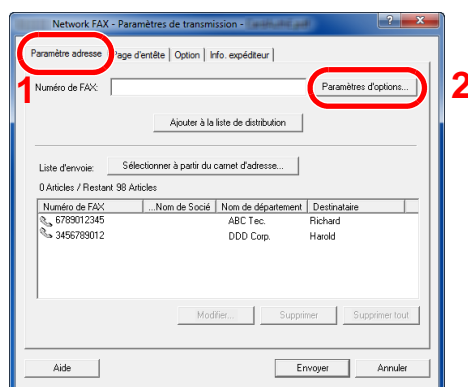 Network FAX - Paramètres de transmission -
Paramètre adresse Page d'entête Option Info. expéditeur
1
2
Numéro de FAX: Paramètres d'options...
Ajouter à la liste de distribution
Liste d'envoie: Sélectionner à partir du carnet d'adresse...
0 Articles / Restant 98 Articles
Numéro de FAX ...Nom de Socié Nom de département Destinataire
6789012345 ABC Tec. Richard
3456789012 DDD Corp. Harold
Modifier... Supprimer Supprimer tout
Aide Envoyer Annuler